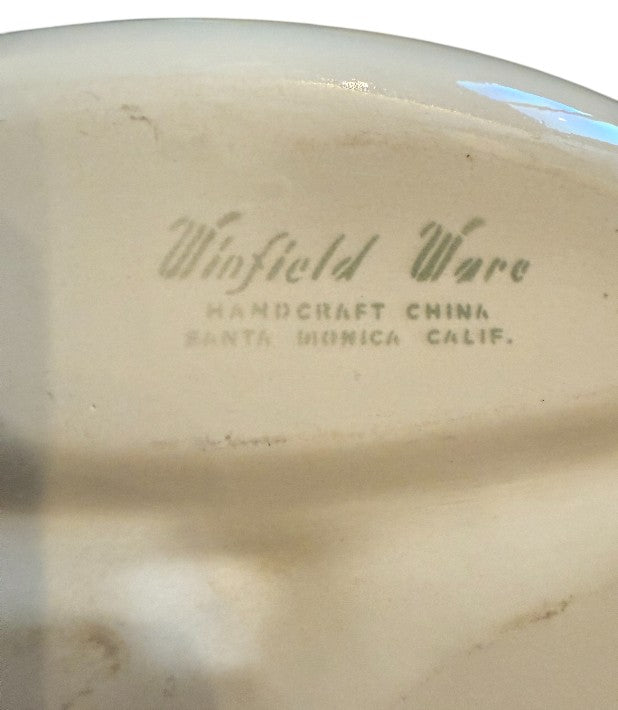 Winfield Ware
HANDCRAFT CHINA
SANTA MONICA CALIF.